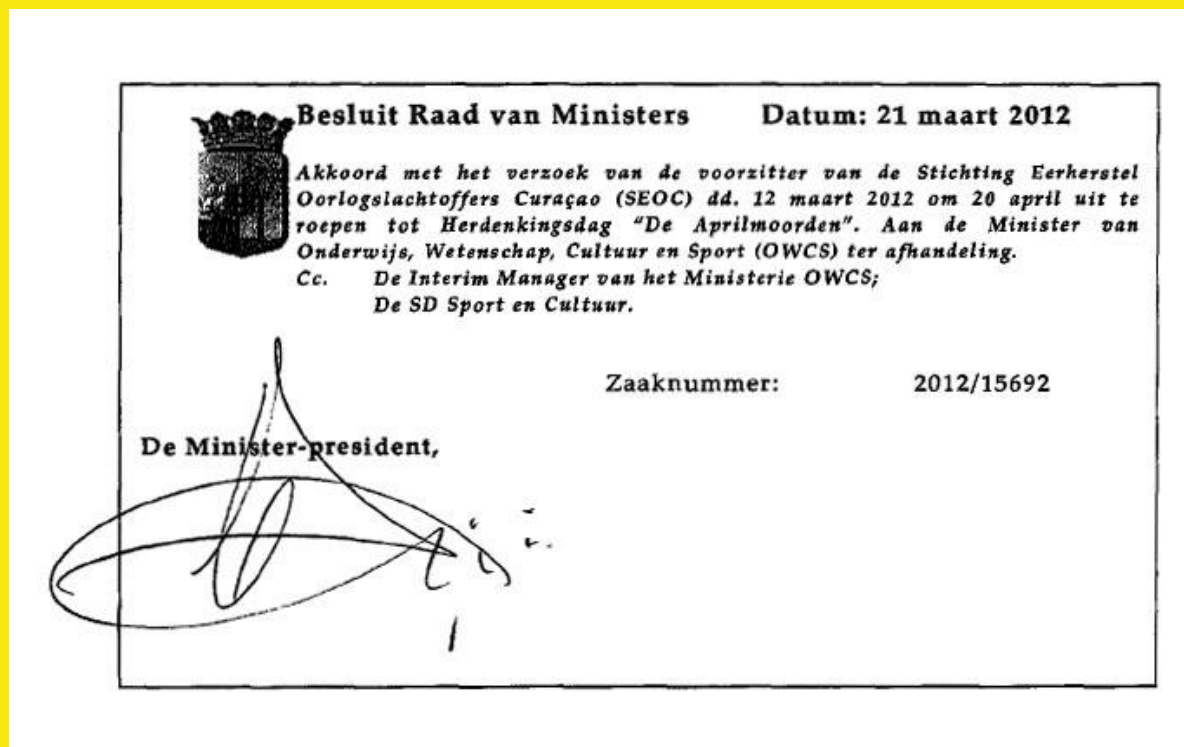 Besluit Raad van Ministers Datum: 21 maart 2012
Akkoord met het verzoek van de voorzitter van de Stichting Eerherstel
Oorlogslachtoffers Curaçao (SEOC) dd. 12 maart 2012 om 20 april uit te
roepen tot Herdenkingsdag “De Aprilmoorden”. Aan de Minister van
Onderwijs, Wetenschap, Cultuur en Sport (OWCS) ter afhandeling.
Cc. De Interim Manager van het Ministerie OWCS;
De SD Sport en Cultuur.
Zaaknummer: 2012/15692
De Minister-president,